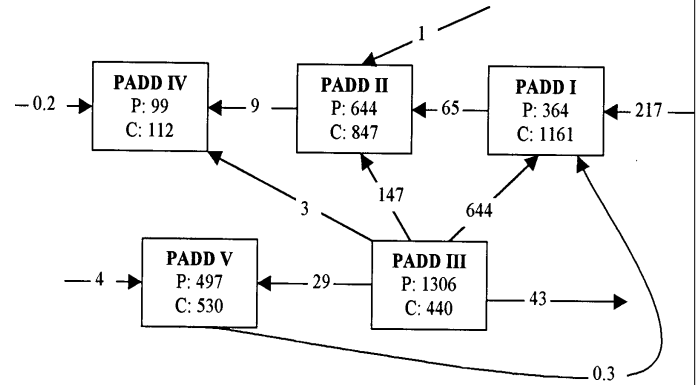 1
PADD IV
P: 99
C: 112
PADD II
P: 644
C: 847
PADD I
P: 364
C: 1161
0.2
9
65
217
147
644
3
PADD V
P: 497
C: 530
PADD III
P: 1306
C: 440
4
29
43
0.3